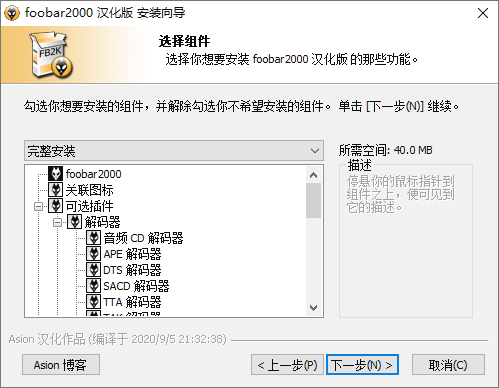 foobar2000 汉化版 安装向导
FB2K
选择组件
选择你想要安装 foobar2000 汉化版 的那些功能。
勾选你想要安装的组件，并解除勾选你不希望安装的组件。 单击 [下一步(N)] 继续。
完整安装
所需空间: 40.0 MB
描述
停悬你的鼠标指针到
组件之上，便可见到
它的描述。
foobar2000
关联图标
可选插件
解码器
音频 CD 解码器
APE 解码器
DTS 解码器
SACD 解码器
TTA 解码器
TAK 解码器
Asion 汉化作品 (编译于 2020/9/5 21:32:38)
Asion 博客
< 上一步(P)
下一步(N) >
取消(C)